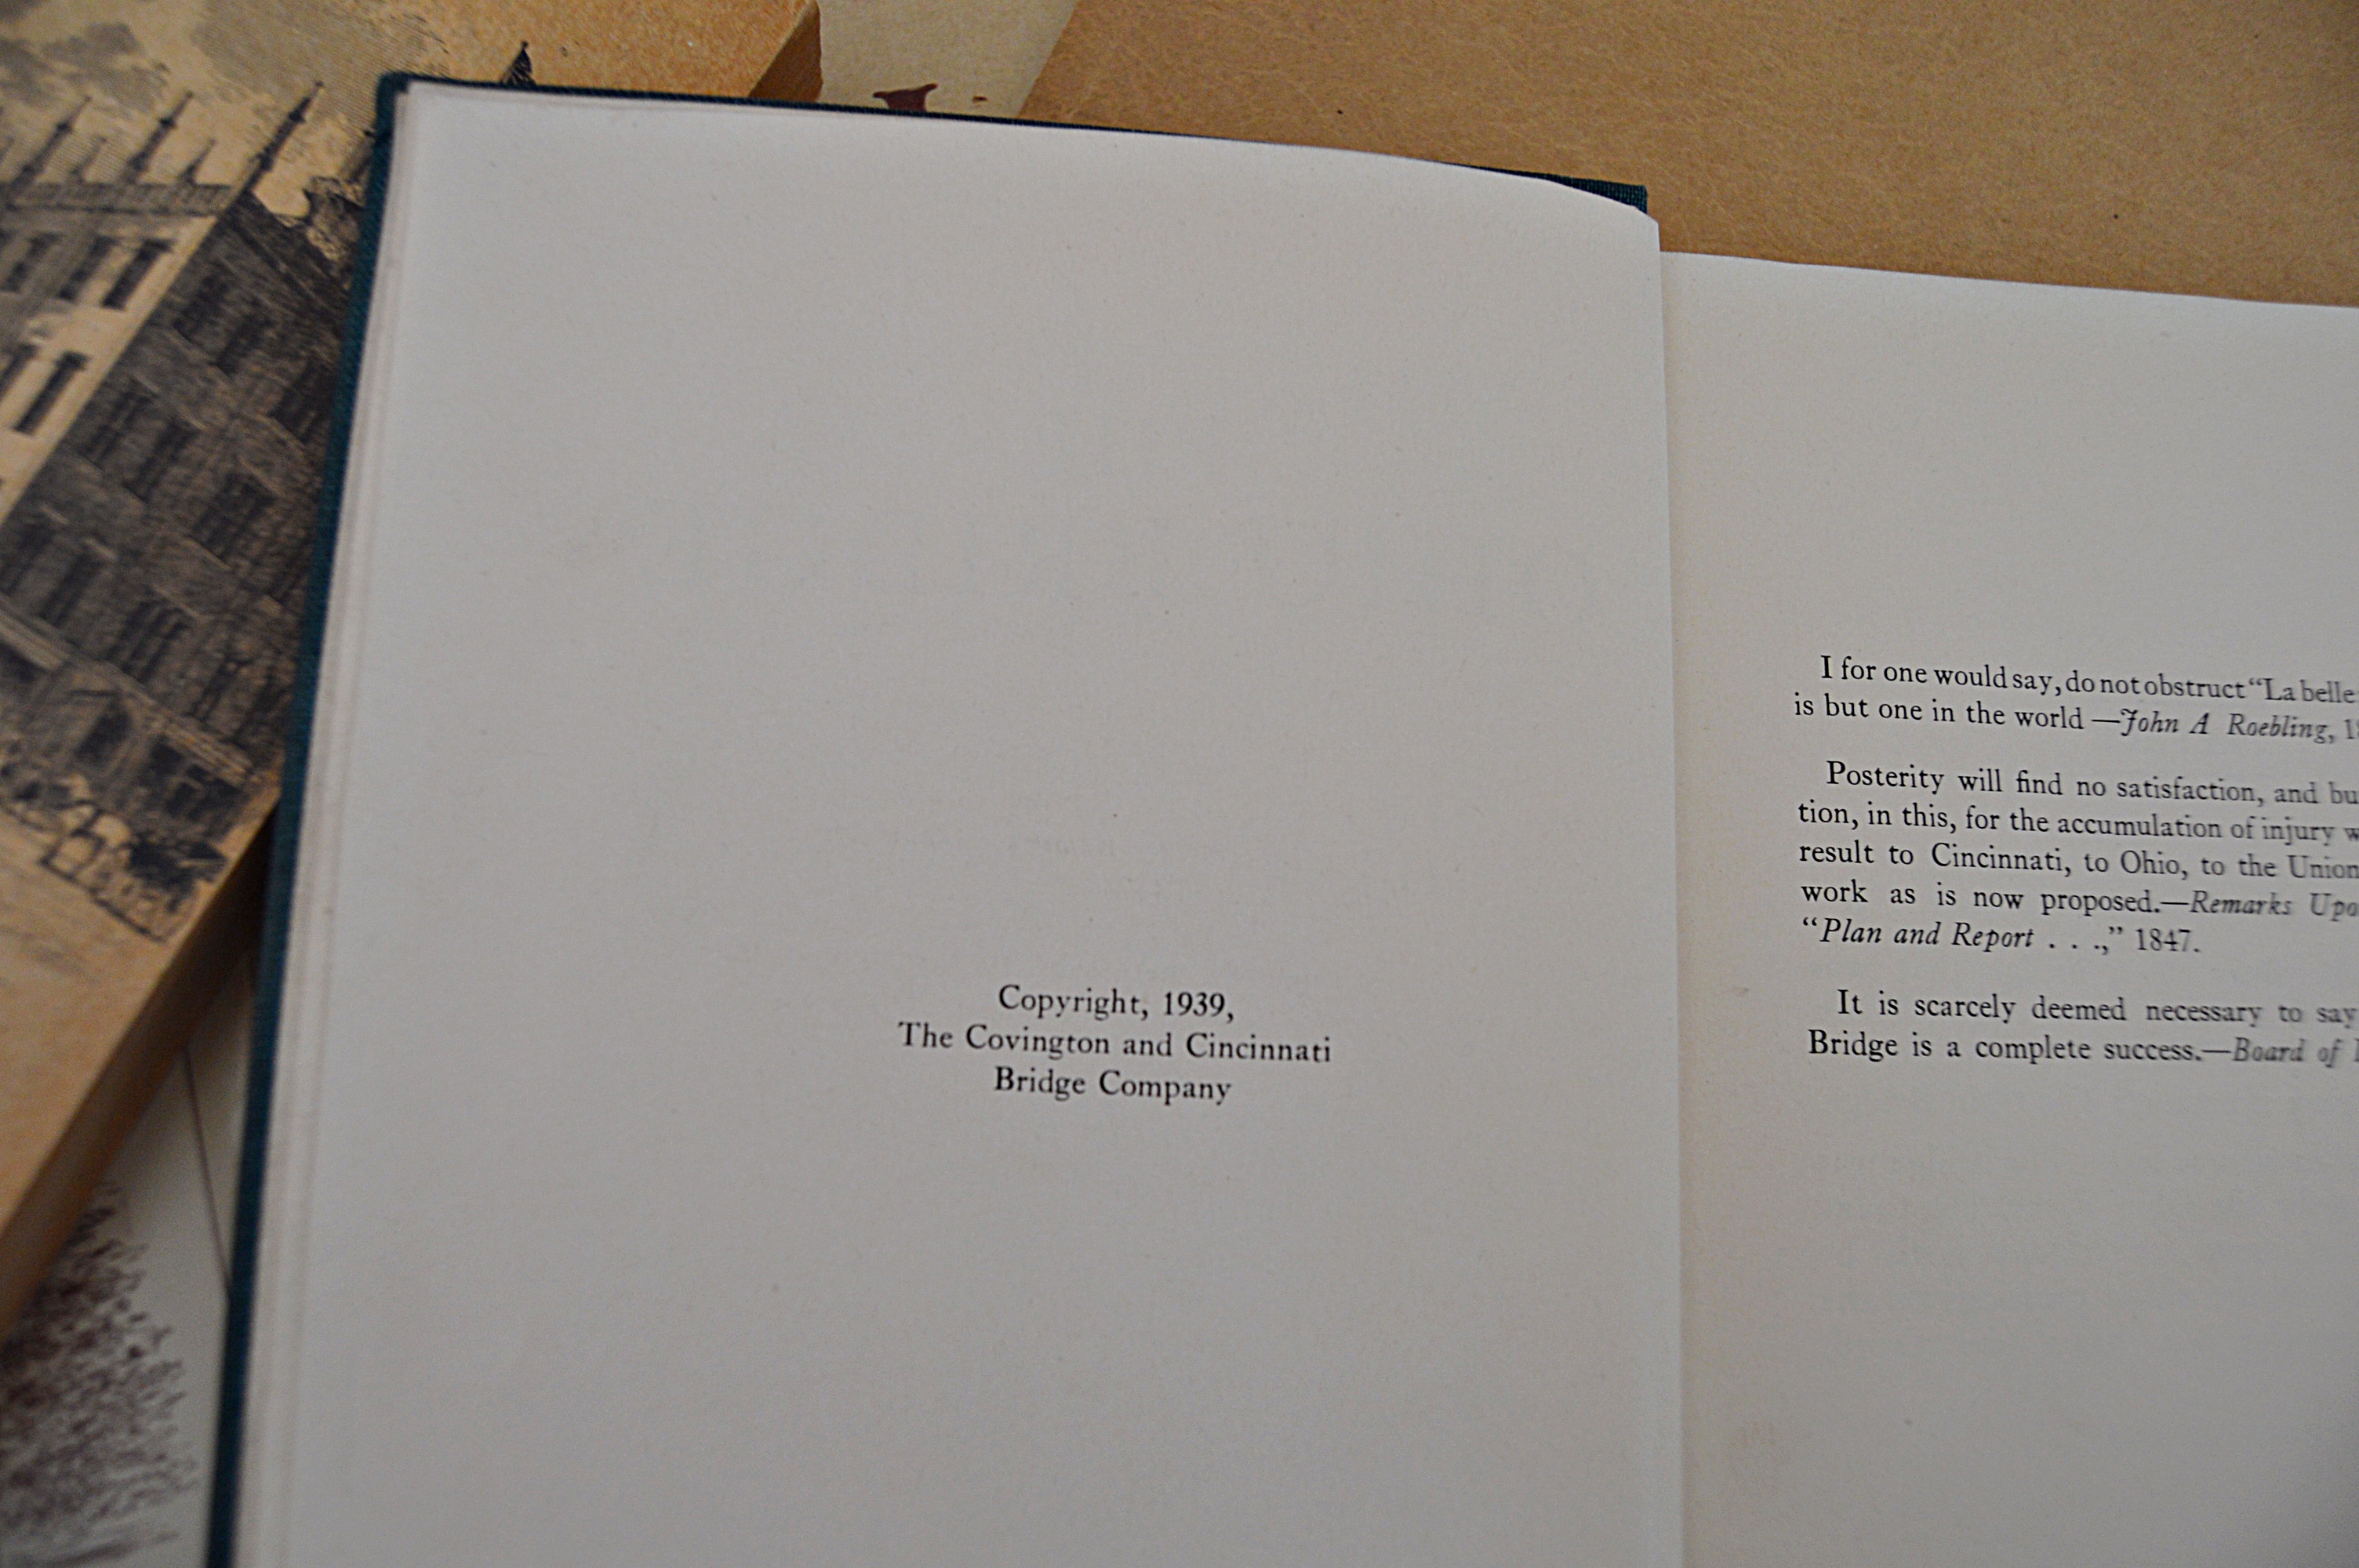 Copyright, 1939,
The Covington and Cincinnati
Bridge Company
I for one would say, do not obstruct “La belle
is but one in the world —John A Roebling,
Posterity will find no satisfaction, and
tion, in this, for the accumulation of injury
result to Cincinnati, to Ohio, to the Union
work as is now proposed.—Remarks
“Plan and Report . . .,” 1847.
It is scarcely deemed necessary to say
Bridge is a complete success.—Board of